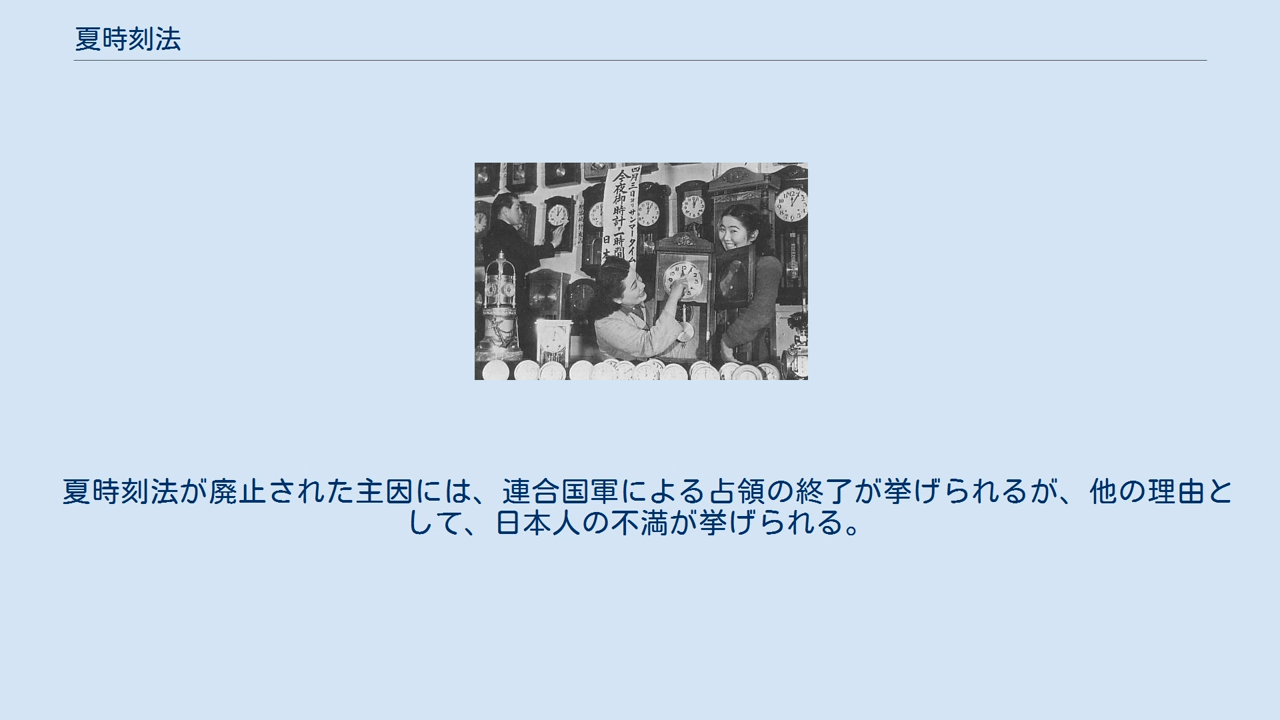 夏時刻法
四月三日ヨリサンマータイム
今夜御時計ヲ一時間
日本
夏時刻法が廃止された主因には、連合国軍による占領の終了が挙げられるが、他の理由と
して、日本人の不満が挙げられる。